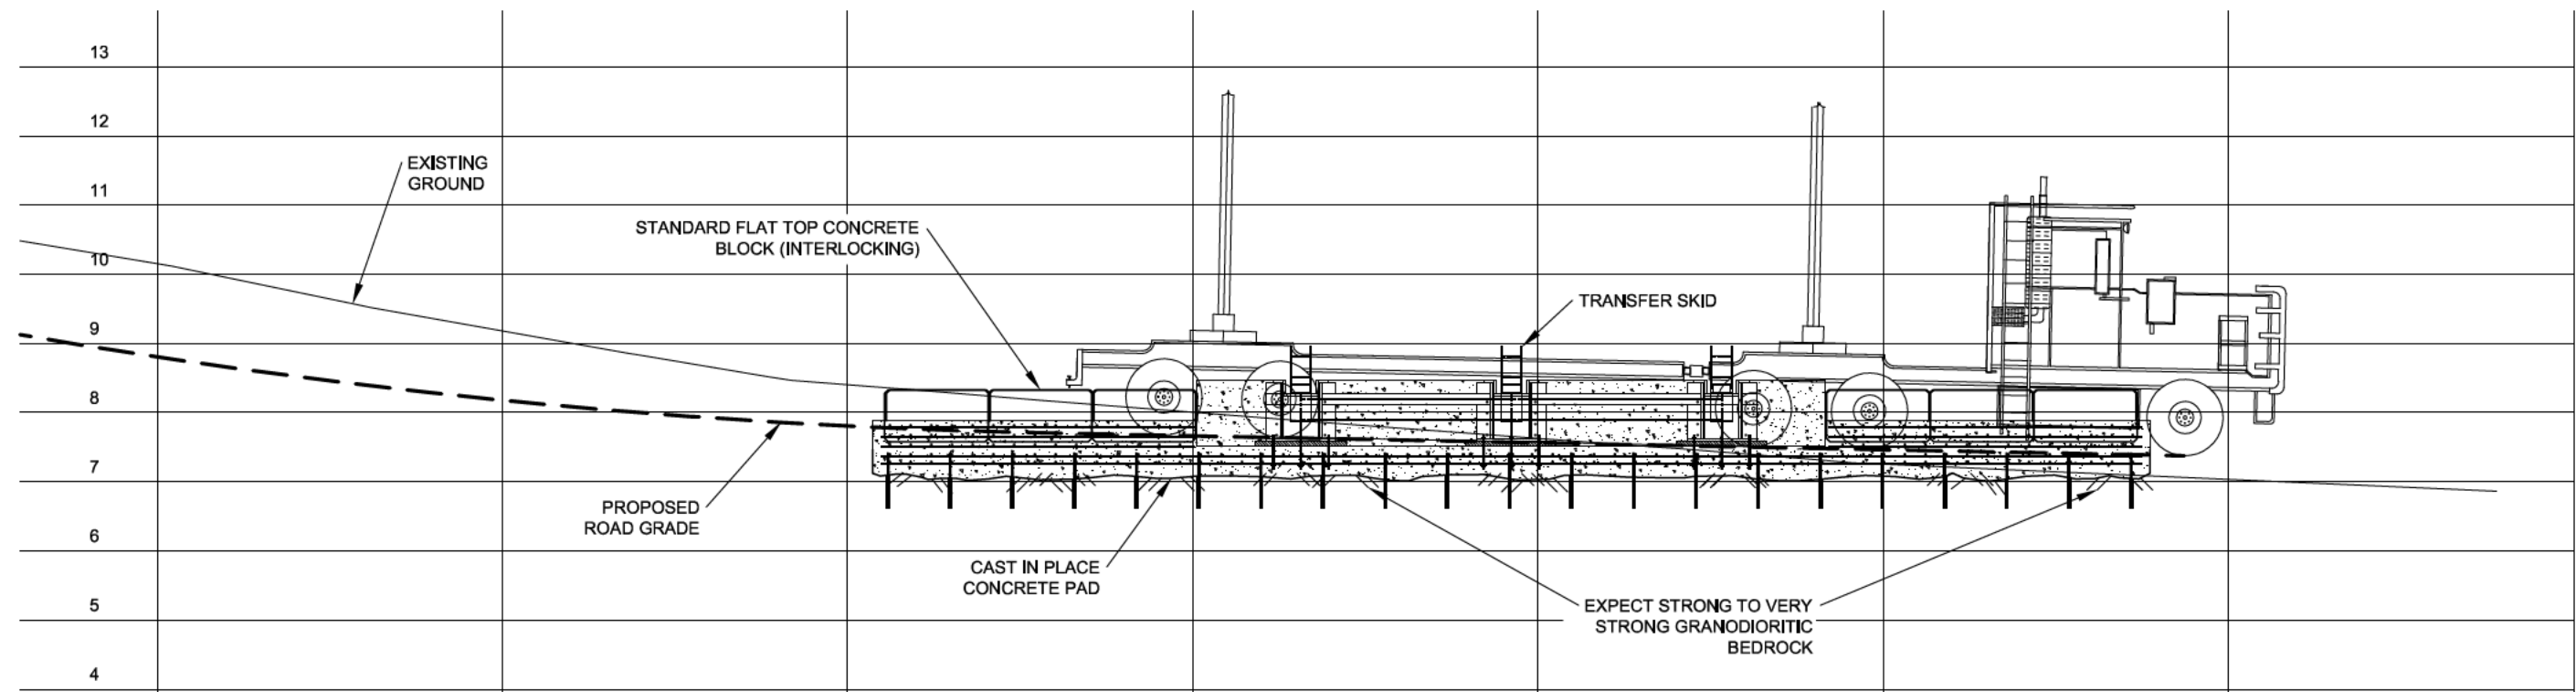 13
12
EXISTING
GROUND
11
STANDARD FLAT TOP CONCRETE
BLOCK (INTERLOCKING)
10
TRANSFER SKID
9
8
7
PROPOSED
ROAD GRADE
6
CAST IN PLACE
CONCRETE PAD
5
EXPECT STRONG TO VERY
STRONG GRANODIORITIC
BEDROCK
4